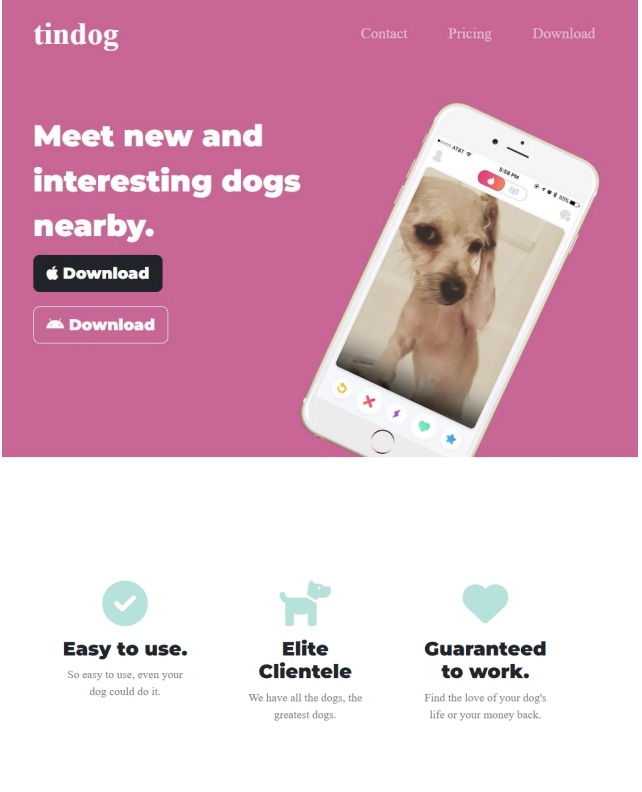 tindog
Contact Pricing Download
Meet new and
interesting dogs
nearby.
Download
Download
AT&T
5:58 PM
55%
Easy to use.
So easy to use, even your
dog could do it.
Elite
Clientele
We have all the dogs, the
greatest dogs.
Guaranteed
to work.
Find the love of your dog's
life or your money back.